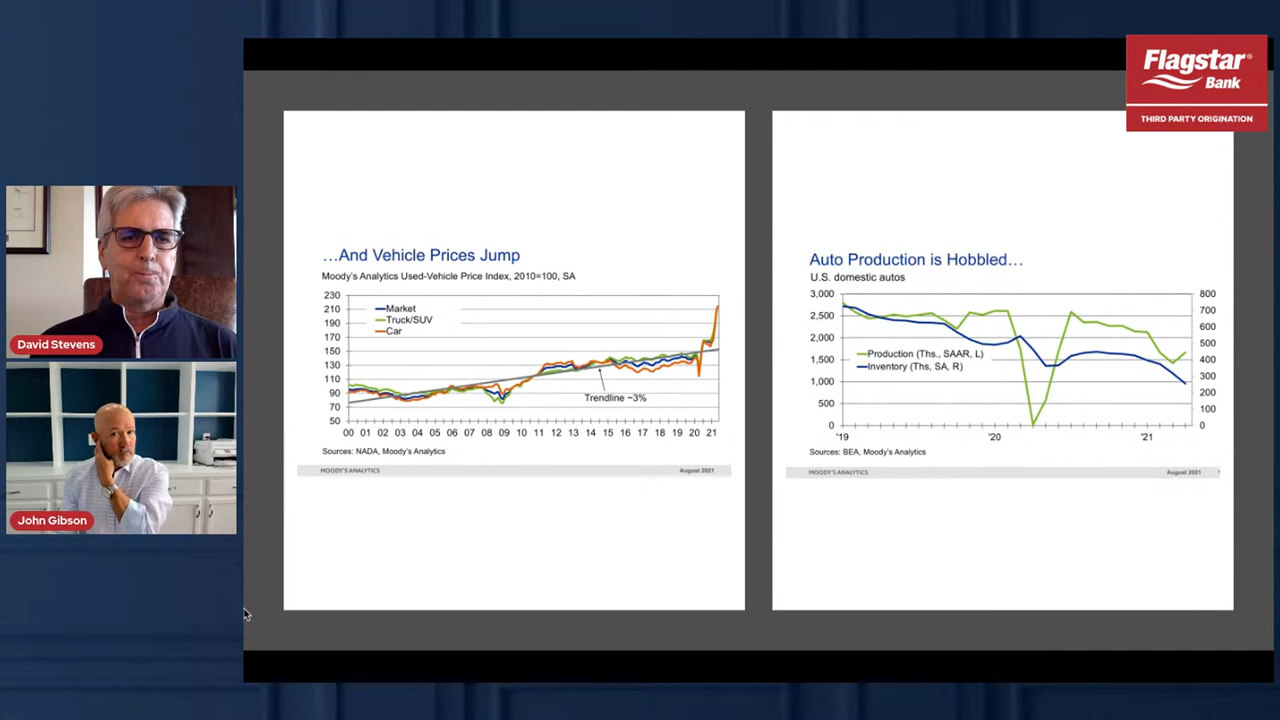 Flagstar®
Bank
THIRD PARTY ORIGINATION
David Stevens
John Gibson
…And Vehicle Prices Jump
Moody's Analytics Used-Vehicle Price Index, 2010=100, SA
230
210
190
170
150
130
110
90
70
50
Market
Truck/SUV
Car
Trendline ~3%
00 01 02 03 04 05 06 07 08 09 10 11 12 13 14 15 16 17 18 19 20 21
Sources: NADA, Moody's Analytics
MOODY'S ANALYTICS August 2021
Auto Production is Hobbled…
U.S. domestic autos
3,000
2,500
2,000
1,500
1,000
500
0
800
700
600
500
400
300
200
100
0
Production (Ths., SAAR, L)
Inventory (Ths, SA, R)
'19 '20 '21
Sources: BEA, Moody's Analytics
MOODY'S ANALYTICS August 2021